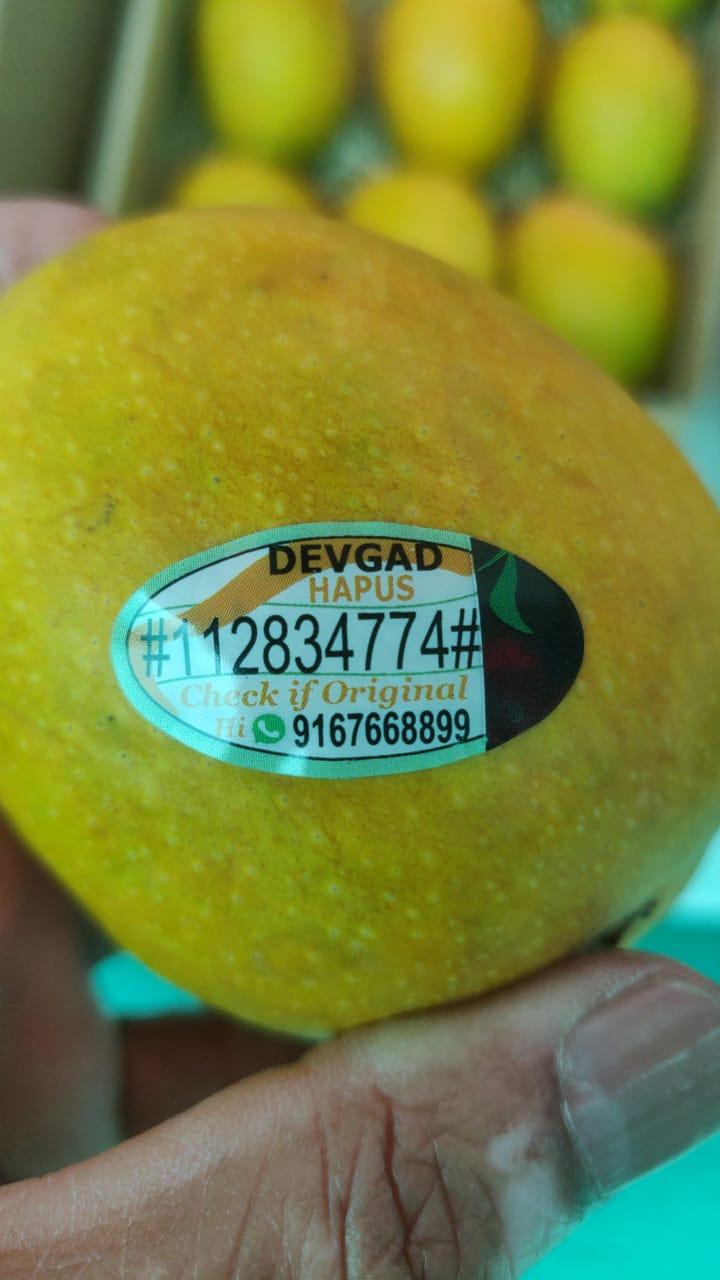 DEVGAD
HAPUS
#112834774#
Check if Original
Hi 9167668899